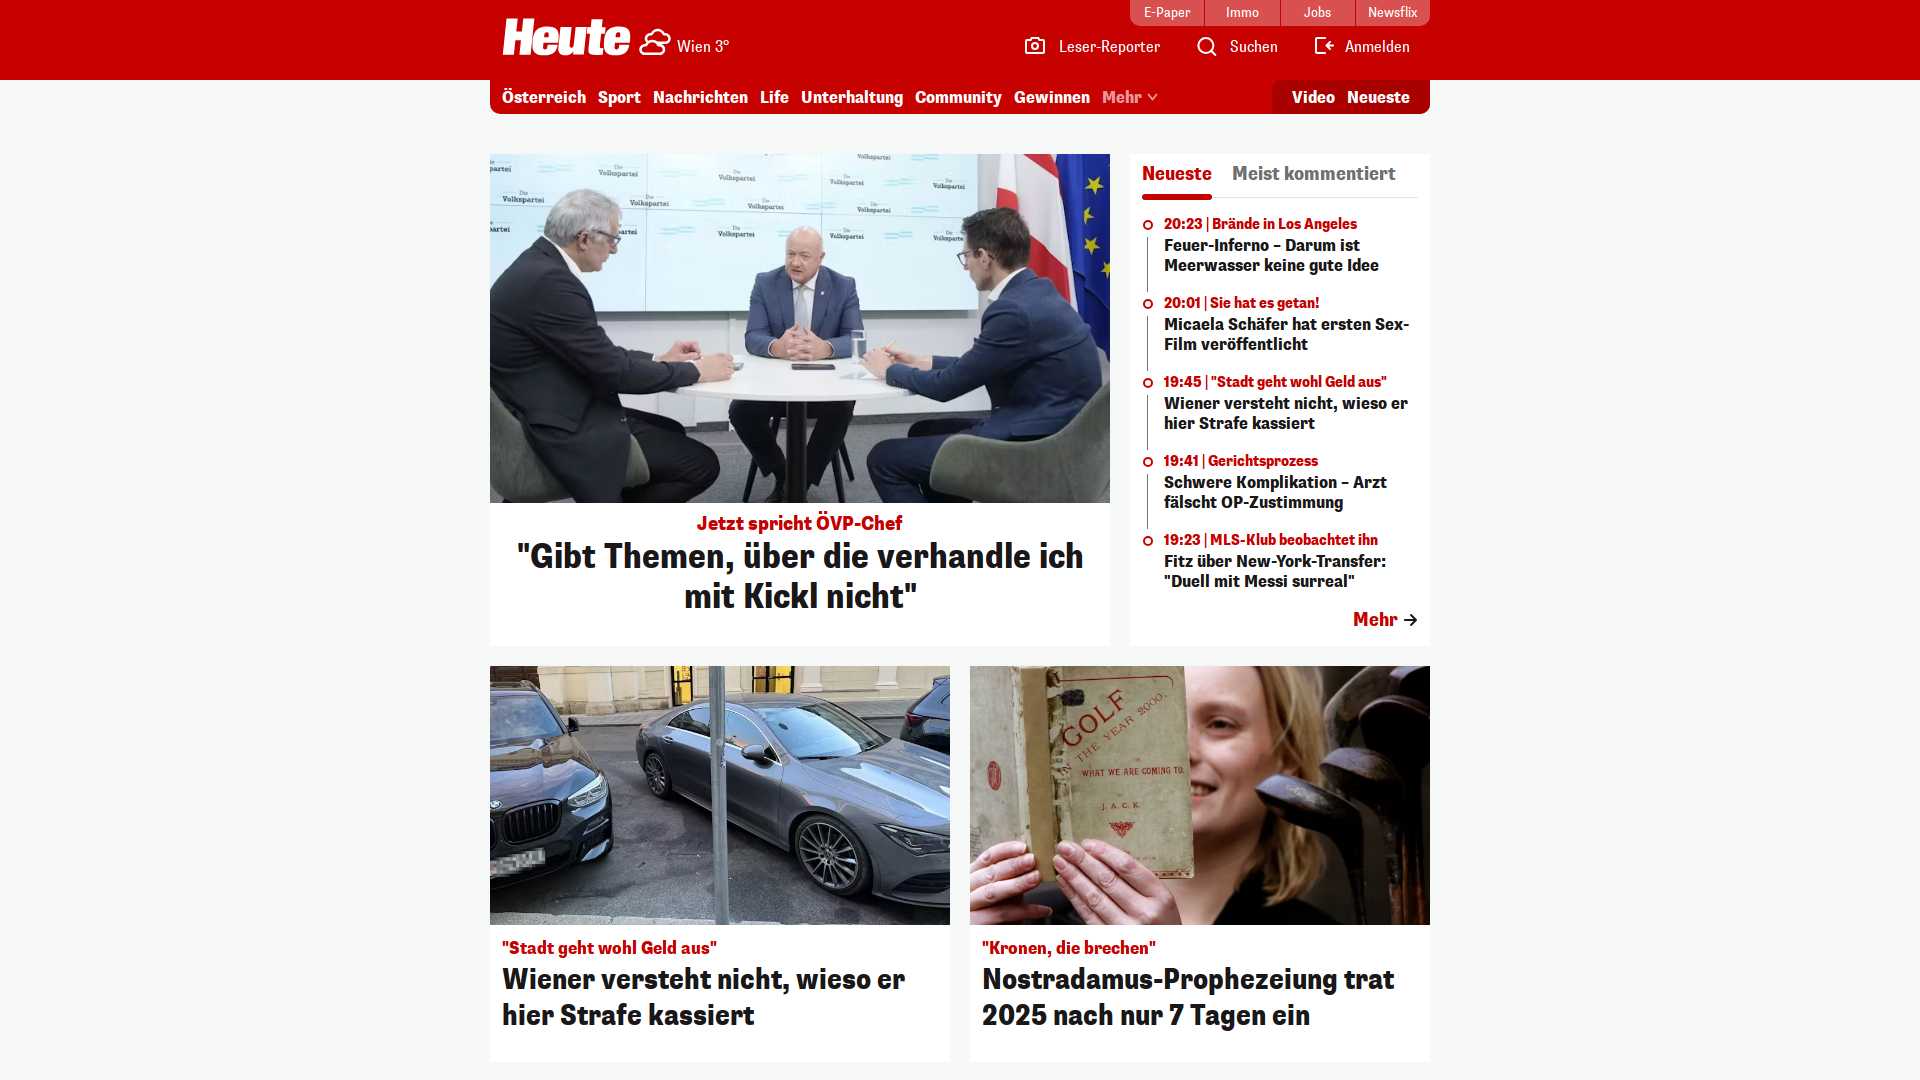 E-Paper
Immo
Jobs
Newsflix
Heute
Wien 3°
Leser-Reporter
Suchen
Anmelden
Österreich Sport Nachrichten Life Unterhaltung Community Gewinnen Mehr
Video Neueste
Die
Volkspartei
Jetzt spricht ÖVP-Chef
"Gibt Themen, über die verhandle ich
mit Kickl nicht"
Neueste
Meist kommentiert
20:23 | Brände in Los Angeles
Feuer-Inferno – Darum ist
Meerwasser keine gute Idee
20:01 | Sie hat es getan!
Micaela Schäfer hat ersten Sex-
Film veröffentlicht
19:45 | "Stadt geht wohl Geld aus"
Wiener versteht nicht, wieso er
hier Strafe kassiert
19:41 | Gerichtsprozess
Schwere Komplikation – Arzt
fälscht OP-Zustimmung
19:23 | MLS-Klub beobachtet ihn
Fitz über New-York-Transfer:
"Duell mit Messi surreal"
Mehr
"Stadt geht wohl Geld aus"
Wiener versteht nicht, wieso er
hier Strafe kassiert
GOLF
IN THE YEAR 2000,
OR
WHAT WE ARE COMING TO.
J. A. C. K.
"Kronen, die brechen"
Nostradamus-Prophezeiung trat
2025 nach nur 7 Tagen ein